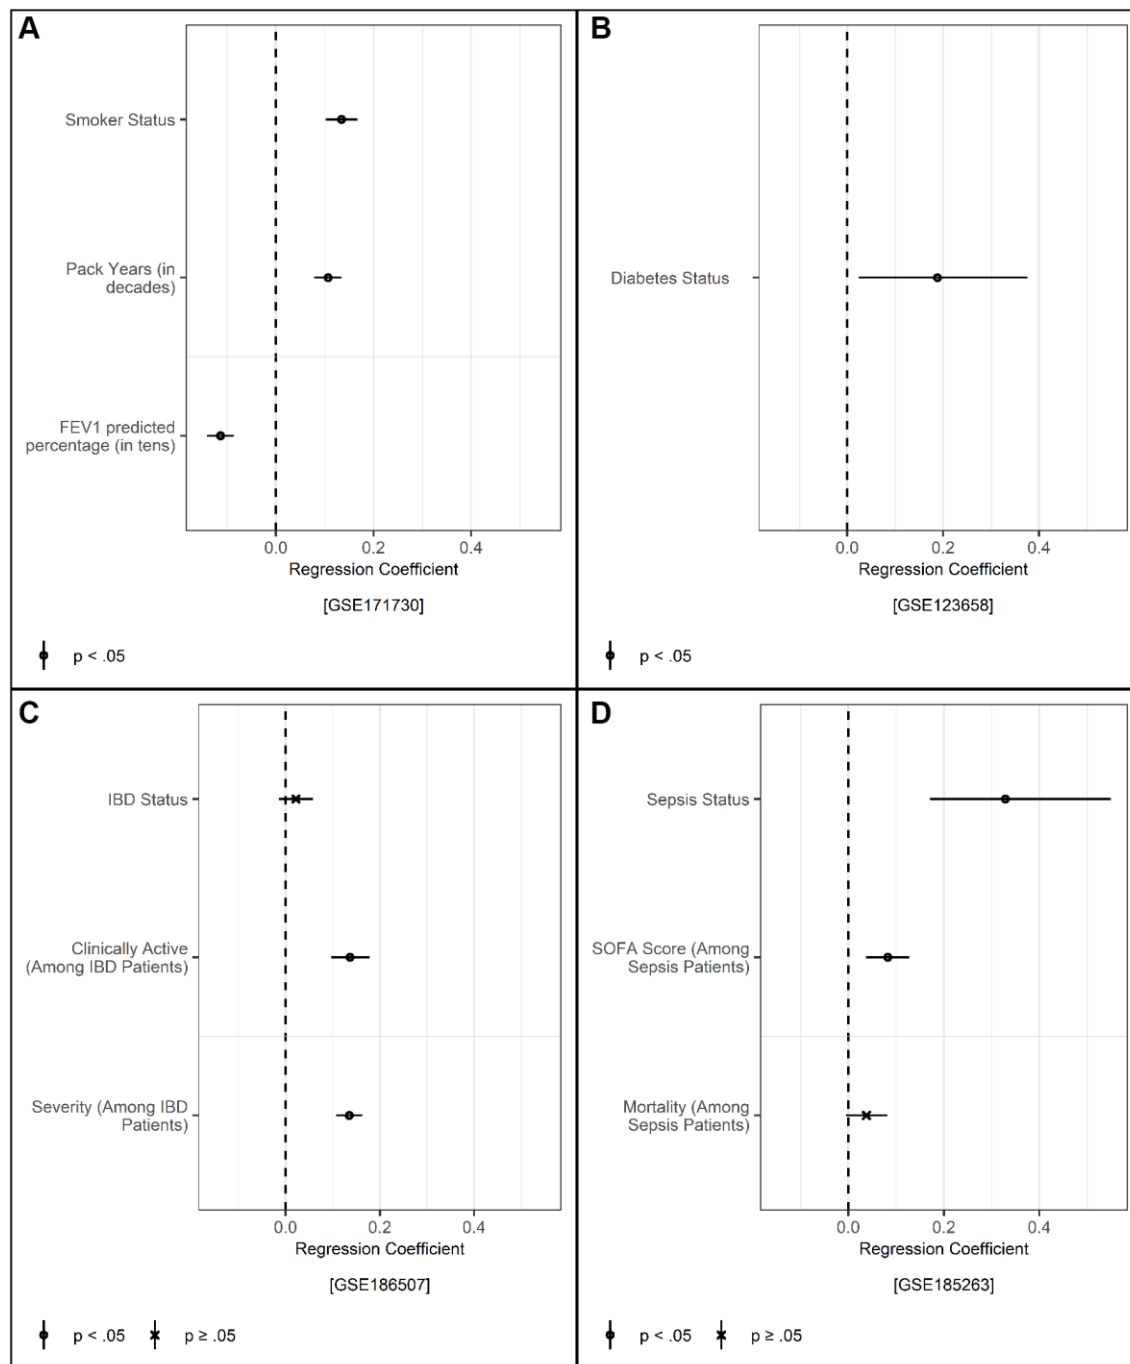 A
Smoker Status
Pack Years (in
decades)
FEV1 predicted
percentage (in tens)
0.0 0.2 0.4
Regression Coefficient
[GSE171730]
p < .05
B
Diabetes Status
0.0 0.2 0.4
Regression Coefficient
[GSE123658]
p < .05
C
IBD Status
Clinically Active
(Among IBD Patients)
Severity (Among IBD
Patients)
0.0 0.2 0.4
Regression Coefficient
[GSE186507]
p < .05 p ≥ .05
D
Sepsis Status
SOFA Score (Among
Sepsis Patients)
Mortality (Among
Sepsis Patients)
0.0 0.2 0.4
Regression Coefficient
[GSE185263]
p < .05 p ≥ .05